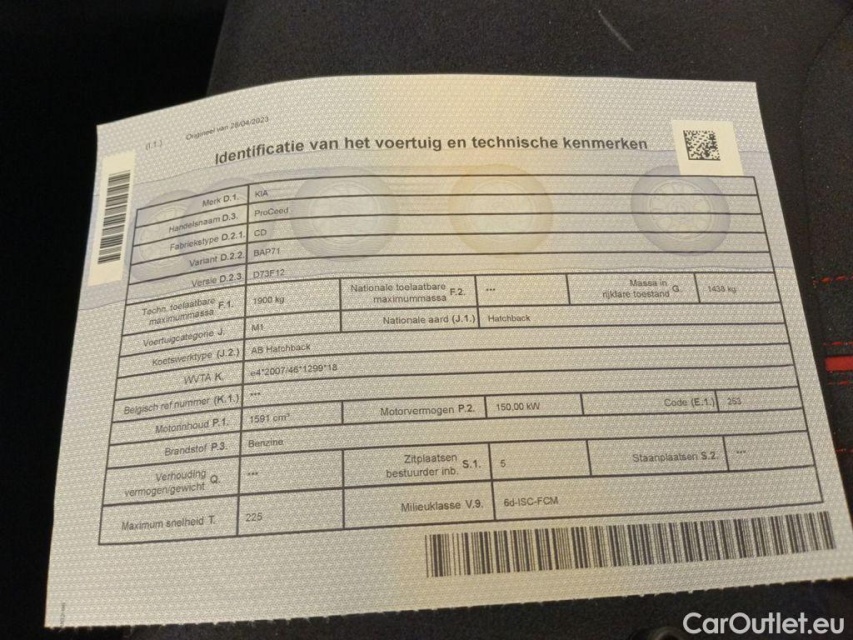 (I.1.) Origineel van 28/04/2023
Identificatie van het voertuig en technische kenmerken
Merk D.1. KIA
Handelsnaam D.3. ProCeed
Fabriekstype D.2.1. CD
Variant D.2.2. BAP71
Versie D.2.3. D73F12
Techn. toelaatbare maximummassa F.1. 1900 kg Nationale toelaatbare maximummassa F.2. *** Massa in rijklare toestand G. 1438 kg
Voertuigcategorie J. M1 Nationale aard (J.1.) Hatchback
Koetswerktype (J.2.) AB Hatchback
WVTA K. e4*2007/46*1299*18
Belgisch ref nummer (K.1.) ***
Motorinhoud P.1. 1591 cm³ Motorvermogen P.2. 150,00 kW Code (E.1.) 263
Brandstof P.3. Benzine
Verhouding vermogen/gewicht Q. *** Zitplaatsen bestuurder inb. S.1. 5 Staanplaatsen S.2. ***
Maximum snelheid T. 225 Milieuklasse V.9. 6d-ISC-FCM
CarOutlet.eu